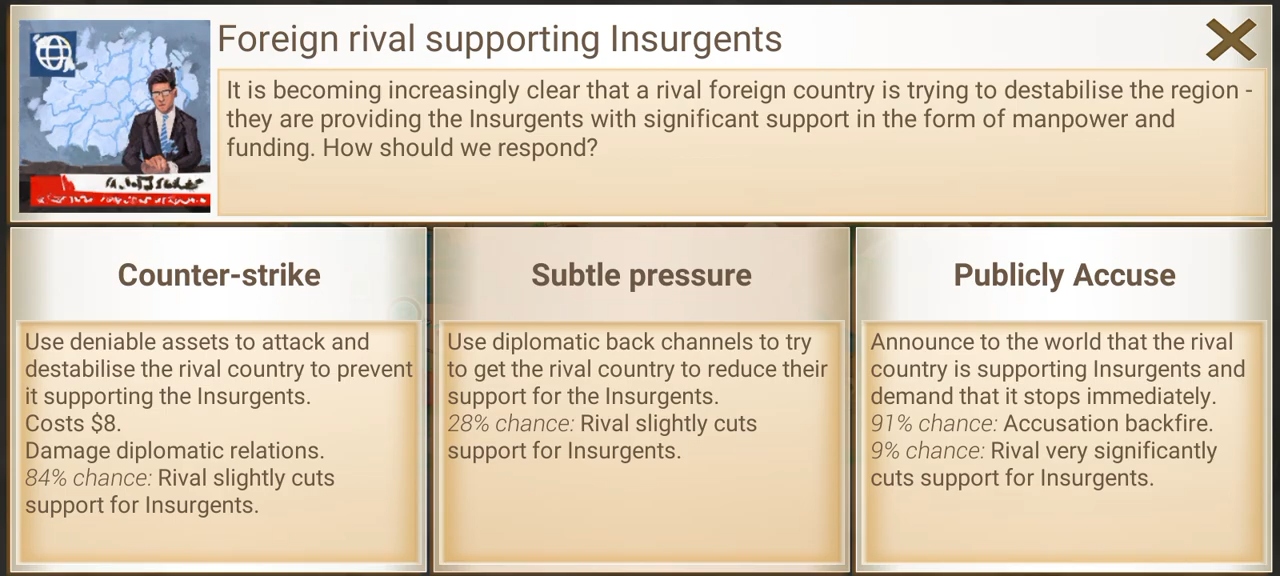 Foreign rival supporting Insurgents
It is becoming increasingly clear that a rival foreign country is trying to destabilise the region -
they are providing the Insurgents with significant support in the form of manpower and
funding. How should we respond?
Counter-strike
Use deniable assets to attack and
destabilise the rival country to prevent
it supporting the Insurgents.
Costs $8.
Damage diplomatic relations.
84% chance: Rival slightly cuts
support for Insurgents.
Subtle pressure
Use diplomatic back channels to try
to get the rival country to reduce their
support for the Insurgents.
28% chance: Rival slightly cuts
support for Insurgents.
Publicly Accuse
Announce to the world that the rival
country is supporting Insurgents and
demand that it stops immediately.
91% chance: Accusation backfire.
9% chance: Rival very significantly
cuts support for Insurgents.